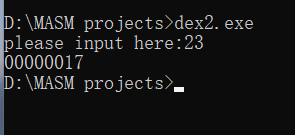 D:\MASM projects>dex2.exe
please input here:23
00000017
D:\MASM projects>